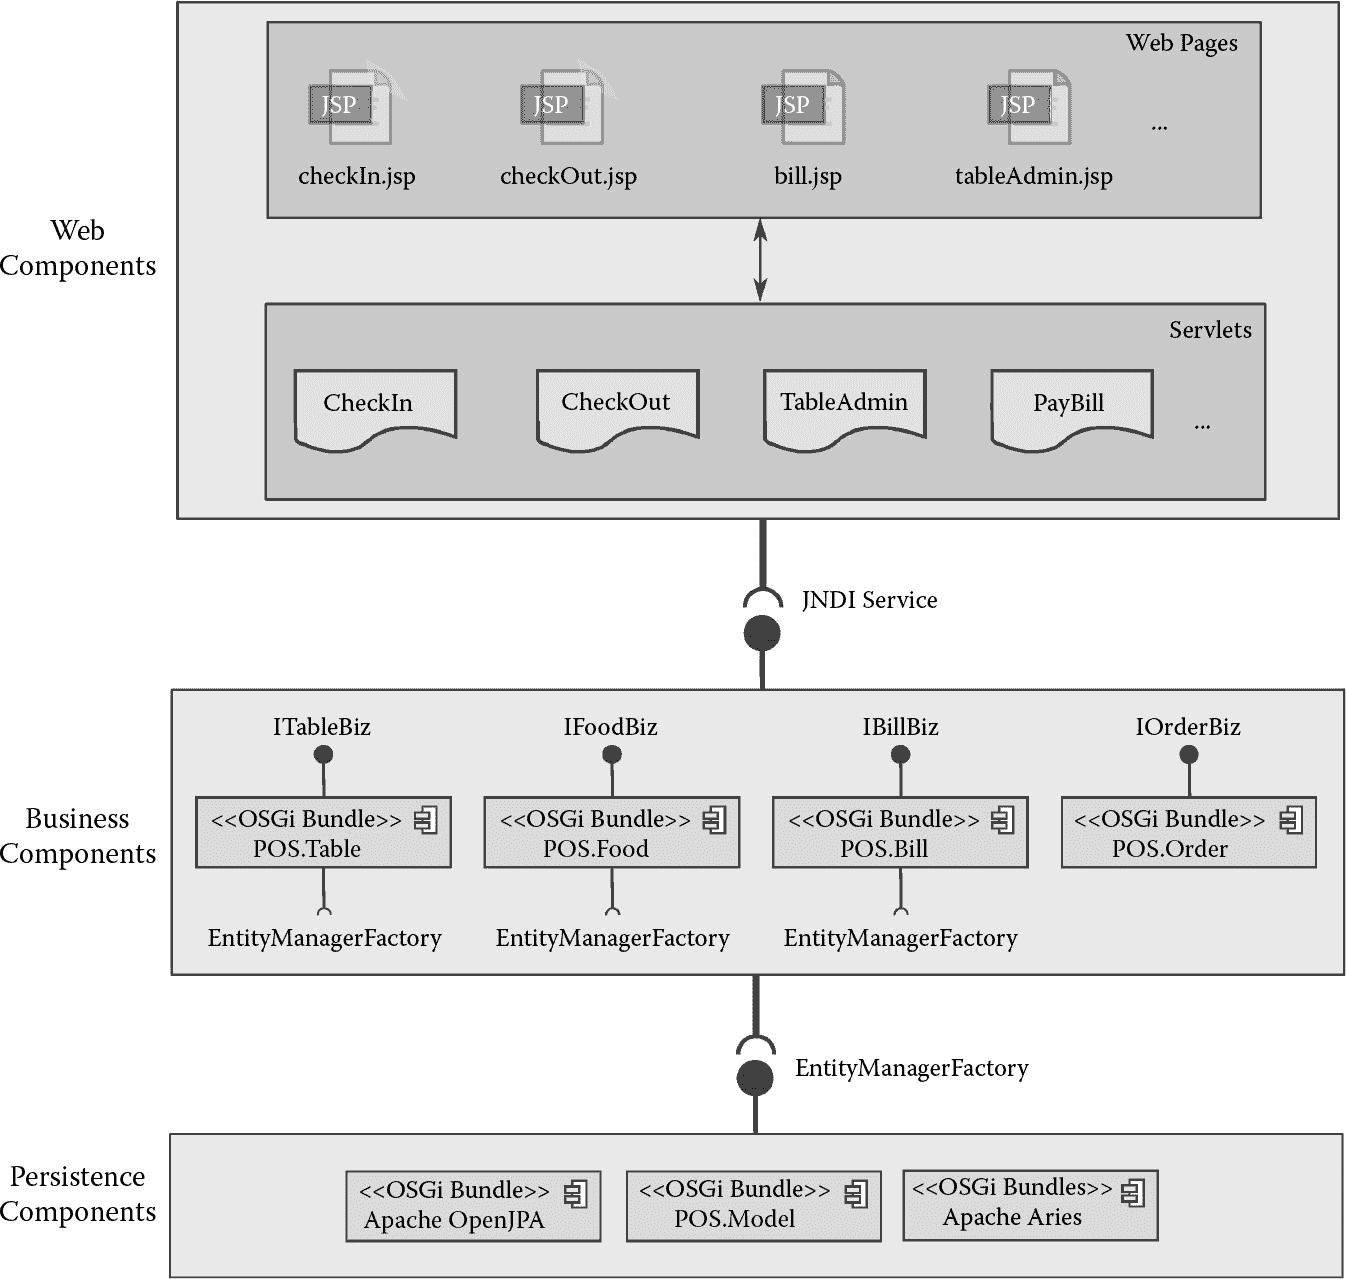 Web Pages
JSP JSP JSP JSP
...
checkIn.jsp checkOut.jsp bill.jsp tableAdmin.jsp
Web
Components
Servlets
CheckIn CheckOut TableAdmin PayBill
...
JNDI Service
ITableBiz IFoodBiz IBillBiz IOrderBiz
Business
Components
<<OSGi Bundle>>
POS.Table
<<OSGi Bundle>>
POS.Food
<<OSGi Bundle>>
POS.Bill
<<OSGi Bundle>>
POS.Order
EntityManagerFactory EntityManagerFactory EntityManagerFactory
EntityManagerFactory
Persistence
Components
<<OSGi Bundle>>
Apache OpenJPA
<<OSGi Bundle>>
POS.Model
<<OSGi Bundles>>
Apache Aries